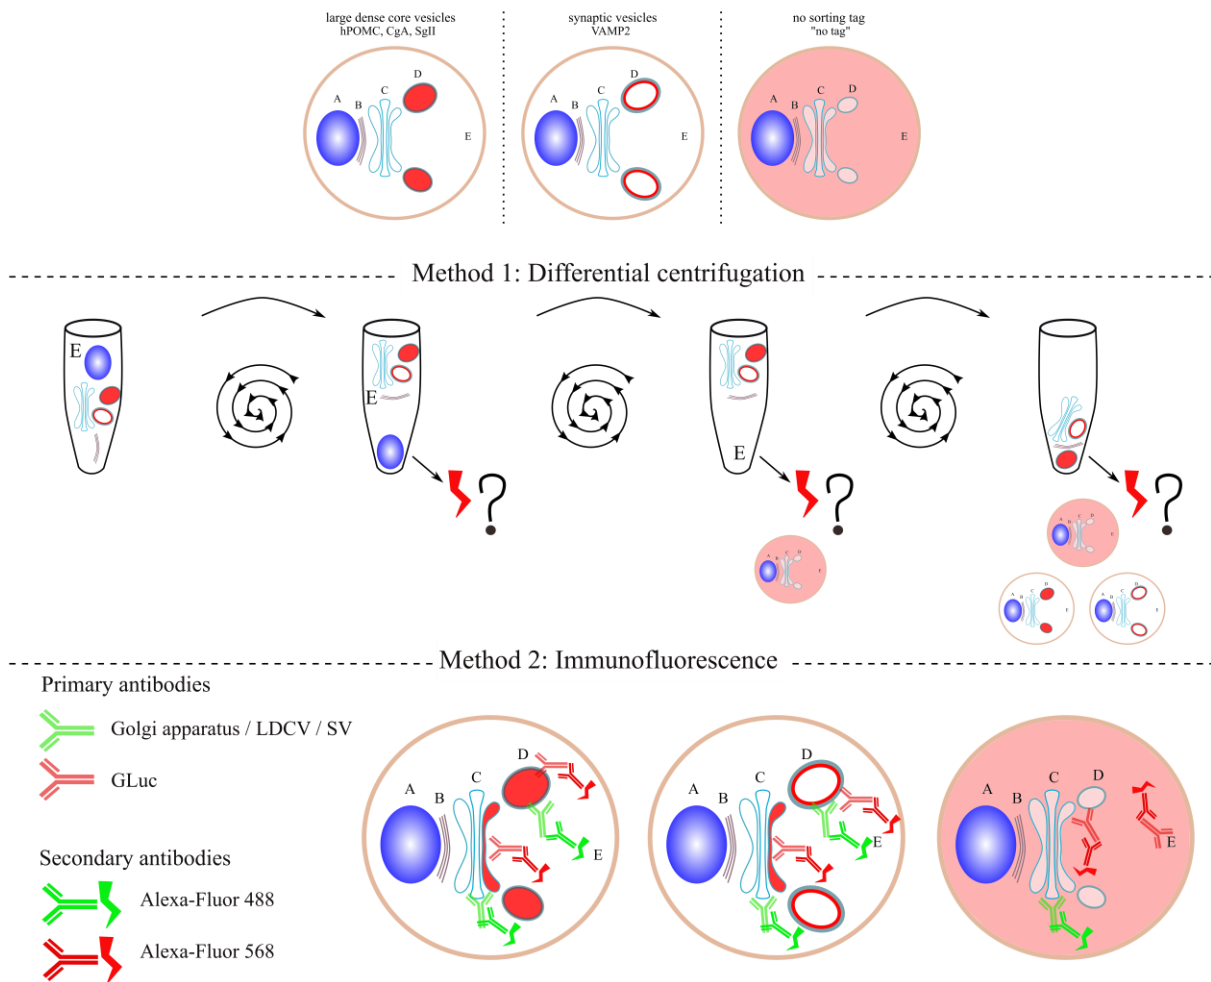 large dense core vesicles
hPOMC, CgA, SgII
synaptic vesicles
VAMP2
no sorting tag
"no tag"
A B C D E
A B C D E
A B C D E
Method 1: Differential centrifugation
E
E
E
?
?
?
A B C D E
A B C D E
A B C D E
A B C D E
Method 2: Immunofluorescence
Primary antibodies
Golgi apparatus / LDCV / SV
GLuc
Secondary antibodies
Alexa-Fluor 488
Alexa-Fluor 568
A B C D E
A B C D E
A B C D E